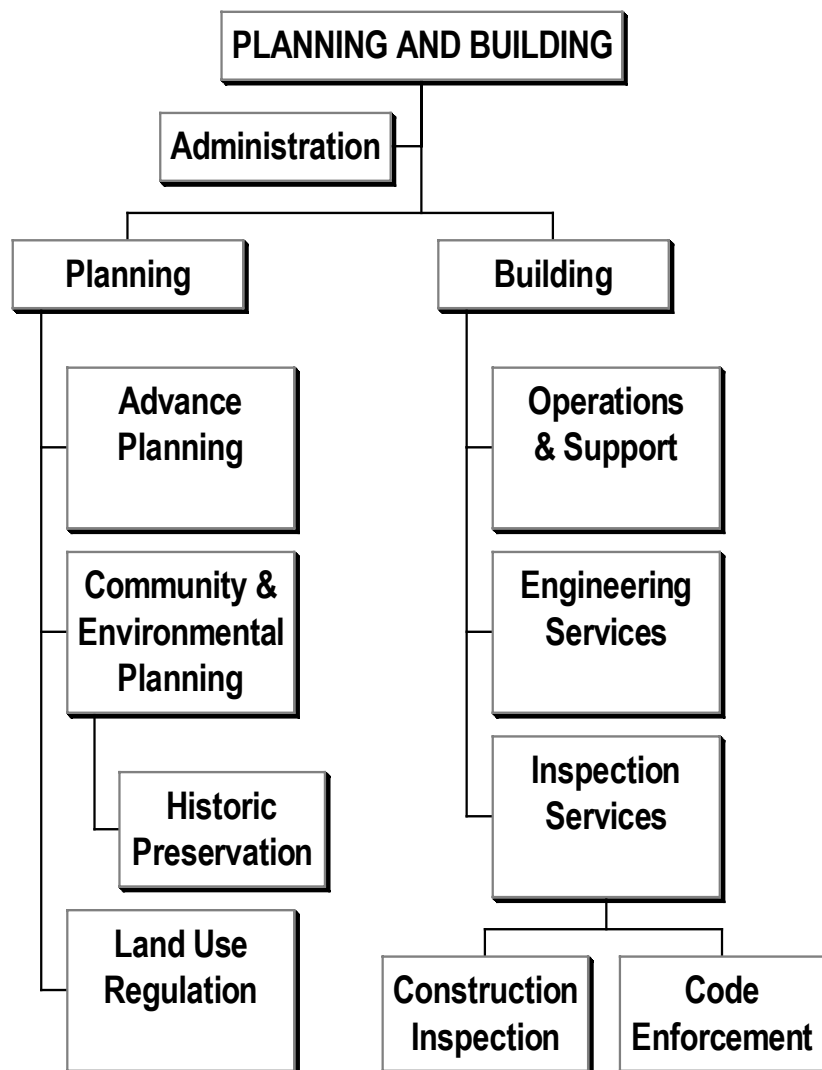 PLANNING AND BUILDING
Administration
Planning
Building
Advance
Planning
Operations
& Support
Community &
Environmental
Planning
Engineering
Services
Historic
Preservation
Inspection
Services
Land Use
Regulation
Construction
Inspection
Code
Enforcement